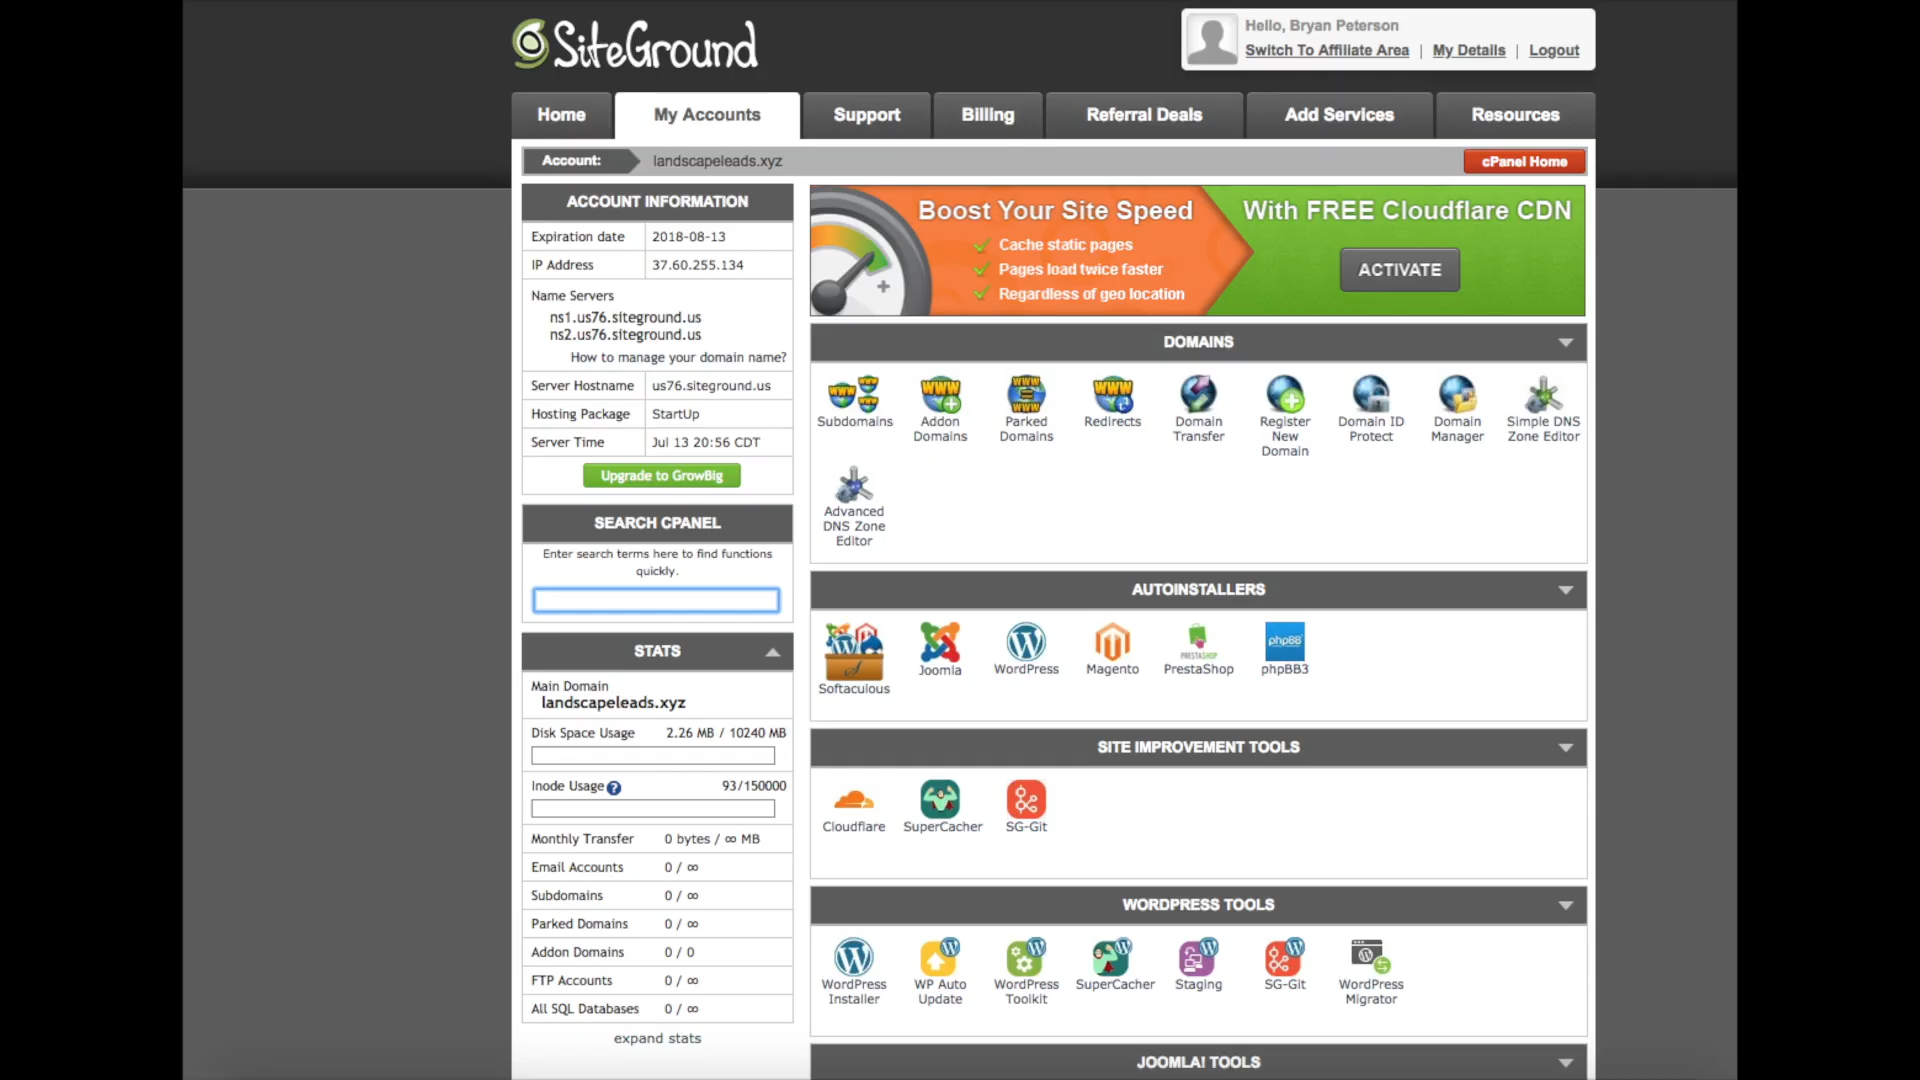 SiteGround
Hello, Bryan Peterson
Switch To Affiliate Area | My Details | Logout
Home
My Accounts
Support
Billing
Referral Deals
Add Services
Resources
Account:
landscapeleads.xyz
cPanel Home
ACCOUNT INFORMATION
Expiration date 2018-08-13
IP Address 37.60.255.134
Name Servers
ns1.us76.siteground.us
ns2.us76.siteground.us
How to manage your domain name?
Server Hostname us76.siteground.us
Hosting Package StartUp
Server Time Jul 13 20:56 CDT
Upgrade to GrowBig
SEARCH CPANEL
Enter search terms here to find functions
quickly.
STATS
Main Domain
landscapeleads.xyz
Disk Space Usage 2.26 MB / 10240 MB
Inode Usage ? 93/150000
Monthly Transfer 0 bytes / ∞ MB
Email Accounts 0 / ∞
Subdomains 0 / ∞
Parked Domains 0 / ∞
Addon Domains 0 / 0
FTP Accounts 0 / ∞
All SQL Databases 0 / ∞
expand stats
Boost Your Site Speed
Cache static pages
Pages load twice faster
Regardless of geo location
With FREE Cloudflare CDN
ACTIVATE
DOMAINS
Subdomains
Addon
Domains
Parked
Domains
Redirects
Domain
Transfer
Register
New
Domain
Domain ID
Protect
Domain
Manager
Simple DNS
Zone Editor
Advanced
DNS Zone
Editor
AUTOINSTALLERS
Softaculous
Joomla
WordPress
Magento
PRESTASHOP
PrestaShop
phpBB
phpBB3
SITE IMPROVEMENT TOOLS
Cloudflare
SuperCacher
SG-Git
WORDPRESS TOOLS
WordPress
Installer
WP Auto
Update
WordPress
Toolkit
SuperCacher
Staging
SG-Git
WordPress
Migrator
JOOMLA! TOOLS